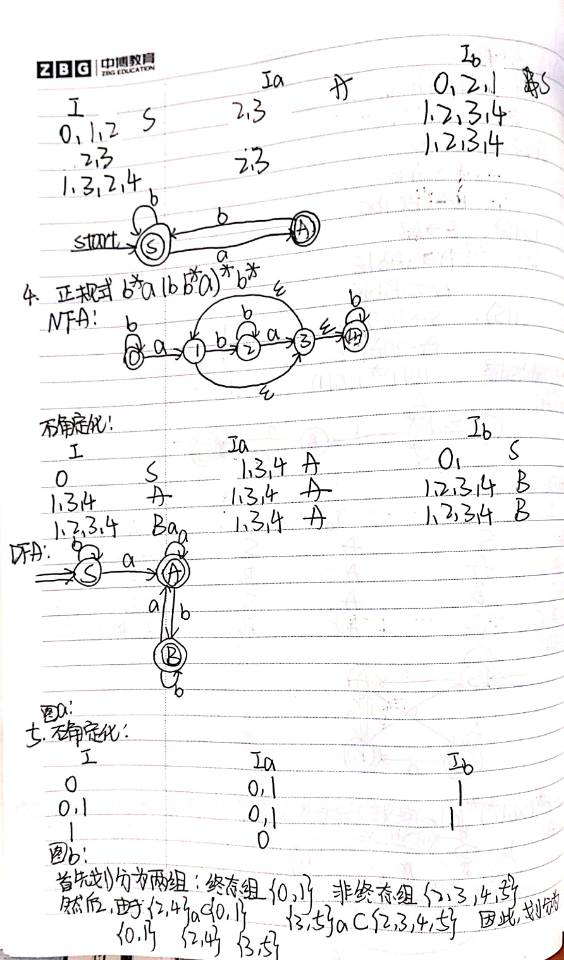 ZBG 中博教育
ZBG EDUCATION
I Ia Ib
0,1,2 S 2,3 A 0,2,1 S
2,3 1,2,3,4
1,3,2,4 2,3 1,2,3,4
b
b
start S a A
4. 正规式 b*a(bb*a)*b*
NFA:
ε
b b b
0 a 1 b 2 a 3 ε 4
ε
确定化:
I Ia Ib
0 S 1,3,4 A 0, S
1,3,4 A 1,3,4 A 1,2,3,4 B
1,2,3,4 B 1,3,4 A 1,2,3,4 B
DFA: b a a
S a A
a b
B
b
图a:
5. 确定化:
I Ia Ib
0 0,1 1
0,1 0,1 1
1 0
图b:
首先划分为两组: 终态组{0,1} 非终态组{2,3,4,5}
然后, 由于{2,4}a⊂{0,1} {3,5}a⊂{2,3,4,5} 因此, 划分为
{0,1} {2,4} {3,5}